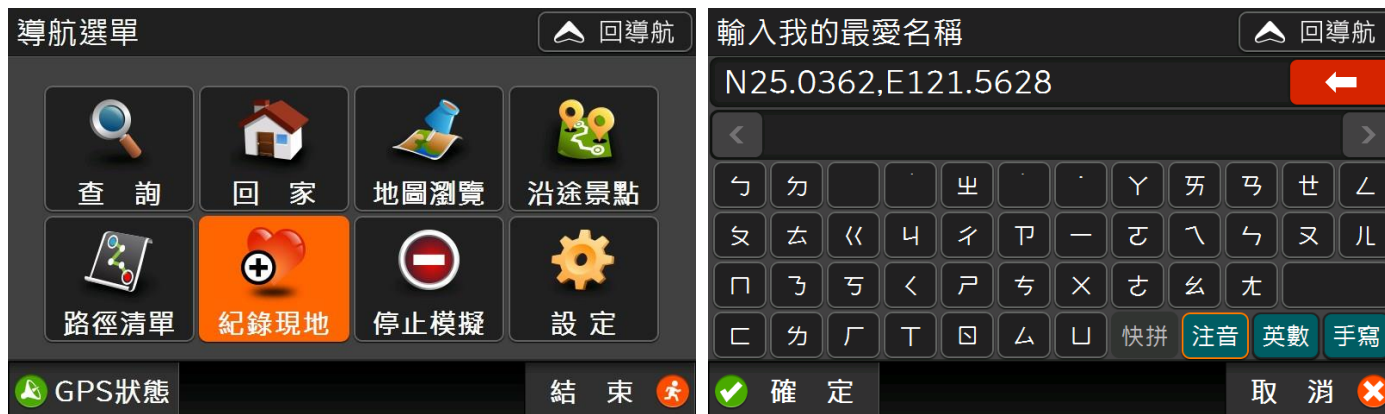 導航選單
回導航
查 詢
回 家
地圖瀏覽
沿途景點
路徑清單
紀錄現地
停止模擬
設 定
GPS狀態
結 束
輸入我的最愛名稱
回導航
N25.0362,E121.5628
ㄅ ㄉ ˇ ˋ ㄓ ˊ ˙ ㄚ ㄞ ㄢ ㄝ ㄥ
ㄆ ㄊ ㄍ ㄐ ㄔ ㄗ ㄧ ㄛ ㄟ ㄣ ㄡ ㄦ
ㄇ ㄋ ㄎ ㄑ ㄕ ㄘ ㄨ ㄜ ㄠ ㄤ
ㄈ ㄌ ㄏ ㄒ ㄖ ㄙ ㄩ 快拼 注音 英數 手寫
確 定
取 消